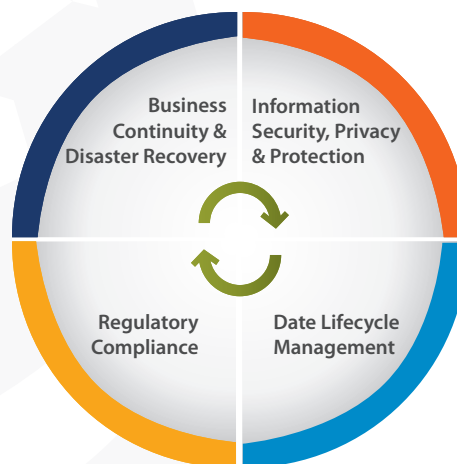 Business
Continuity &
Disaster Recovery
Information
Security, Privacy
& Protection
Regulatory
Compliance
Date Lifecycle
Management